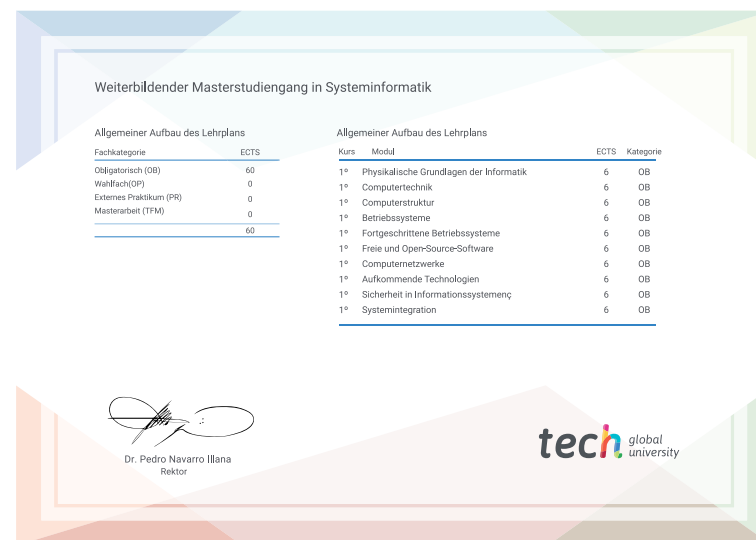 Weiterbildender Masterstudiengang in Systeminformatik
Allgemeiner Aufbau des Lehrplans
Fachkategorie ECTS
Obligatorisch (OB) 60
Wahlfach(OP) 0
Externes Praktikum (PR) 0
Masterarbeit (TFM) 0
60
Allgemeiner Aufbau des Lehrplans
Kurs Modul ECTS Kategorie
1º Physikalische Grundlagen der Informatik 6 OB
1º Computertechnik 6 OB
1º Computerstruktur 6 OB
1º Betriebssysteme 6 OB
1º Fortgeschrittene Betriebssysteme 6 OB
1º Freie und Open-Source-Software 6 OB
1º Computernetzwerke 6 OB
1º Aufkommende Technologien 6 OB
1º Sicherheit in Informationssystemenç 6 OB
1º Systemintegration 6 OB
Dr. Pedro Navarro Illana
Rektor
tech global
university